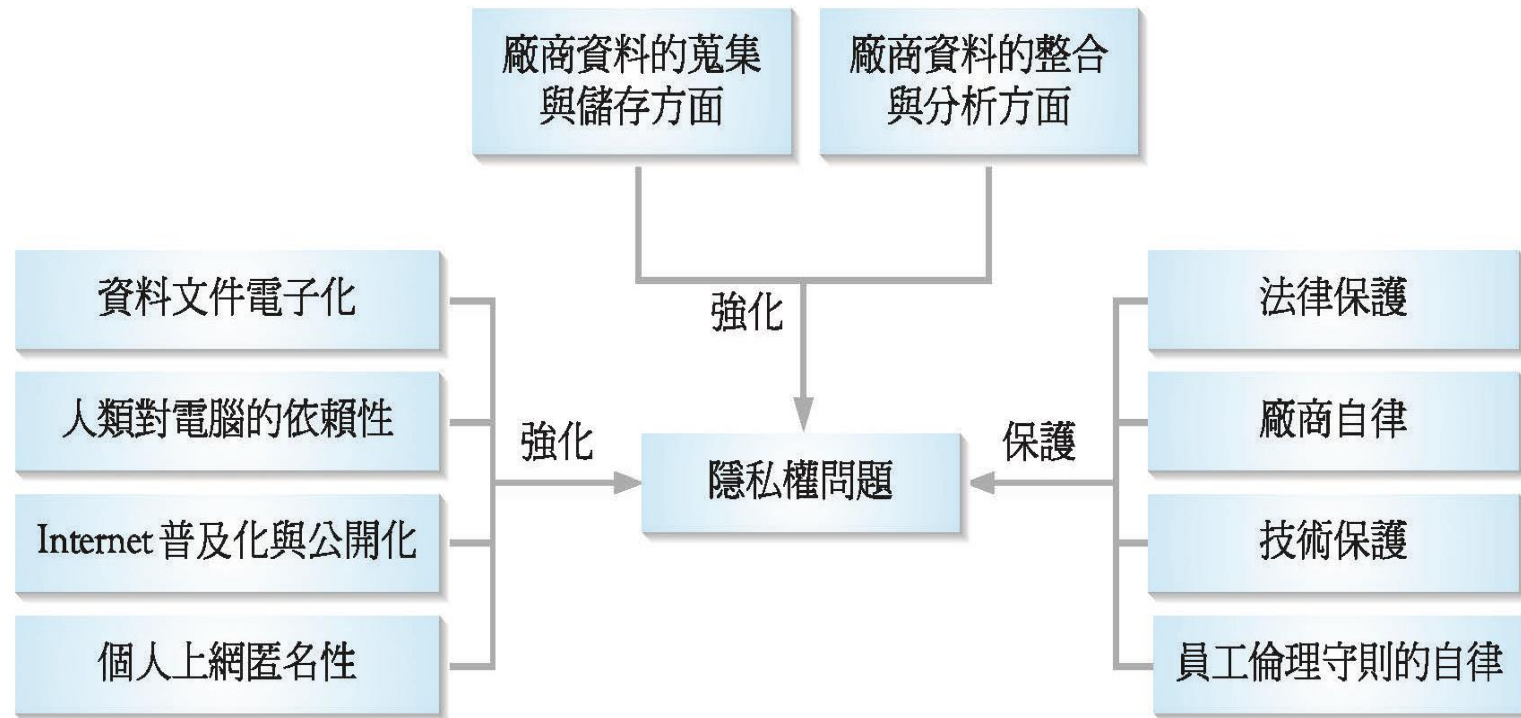 廠商資料的蒐集
與儲存方面
廠商資料的整合
與分析方面
強化
資料文件電子化
人類對電腦的依賴性
Internet 普及化與公開化
個人上網匿名性
強化
隱私權問題
保護
法律保護
廠商自律
技術保護
員工倫理守則的自律